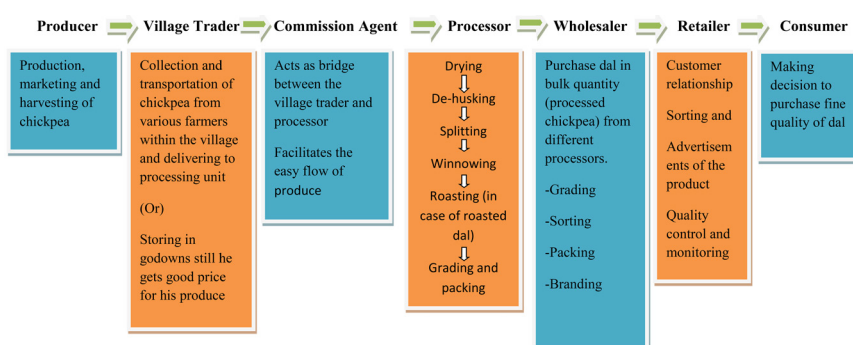 Producer
Village Trader
Commission Agent
Processor
Wholesaler
Retailer
Consumer
Production,
marketing and
harvesting of
chickpea
Collection and
transportation of
chickpea from
various farmers
within the village
and delivering to
processing unit
(Or)
Storing in
godowns still he
gets good price
for his produce
Acts as bridge
between the
village trader and
processor
Facilitates the
easy flow of
produce
Drying
De-husking
Splitting
Winnowing
Roasting (in
case of roasted
dal)
Grading and
packing
Purchase dal in
bulk quantity
(processed
chickpea) from
different
processors.
-Grading
-Sorting
-Packing
-Branding
Customer
relationship
Sorting and
Advertisem
ents of the
product
Quality
control and
monitoring
Making
decision to
purchase fine
quality of dal